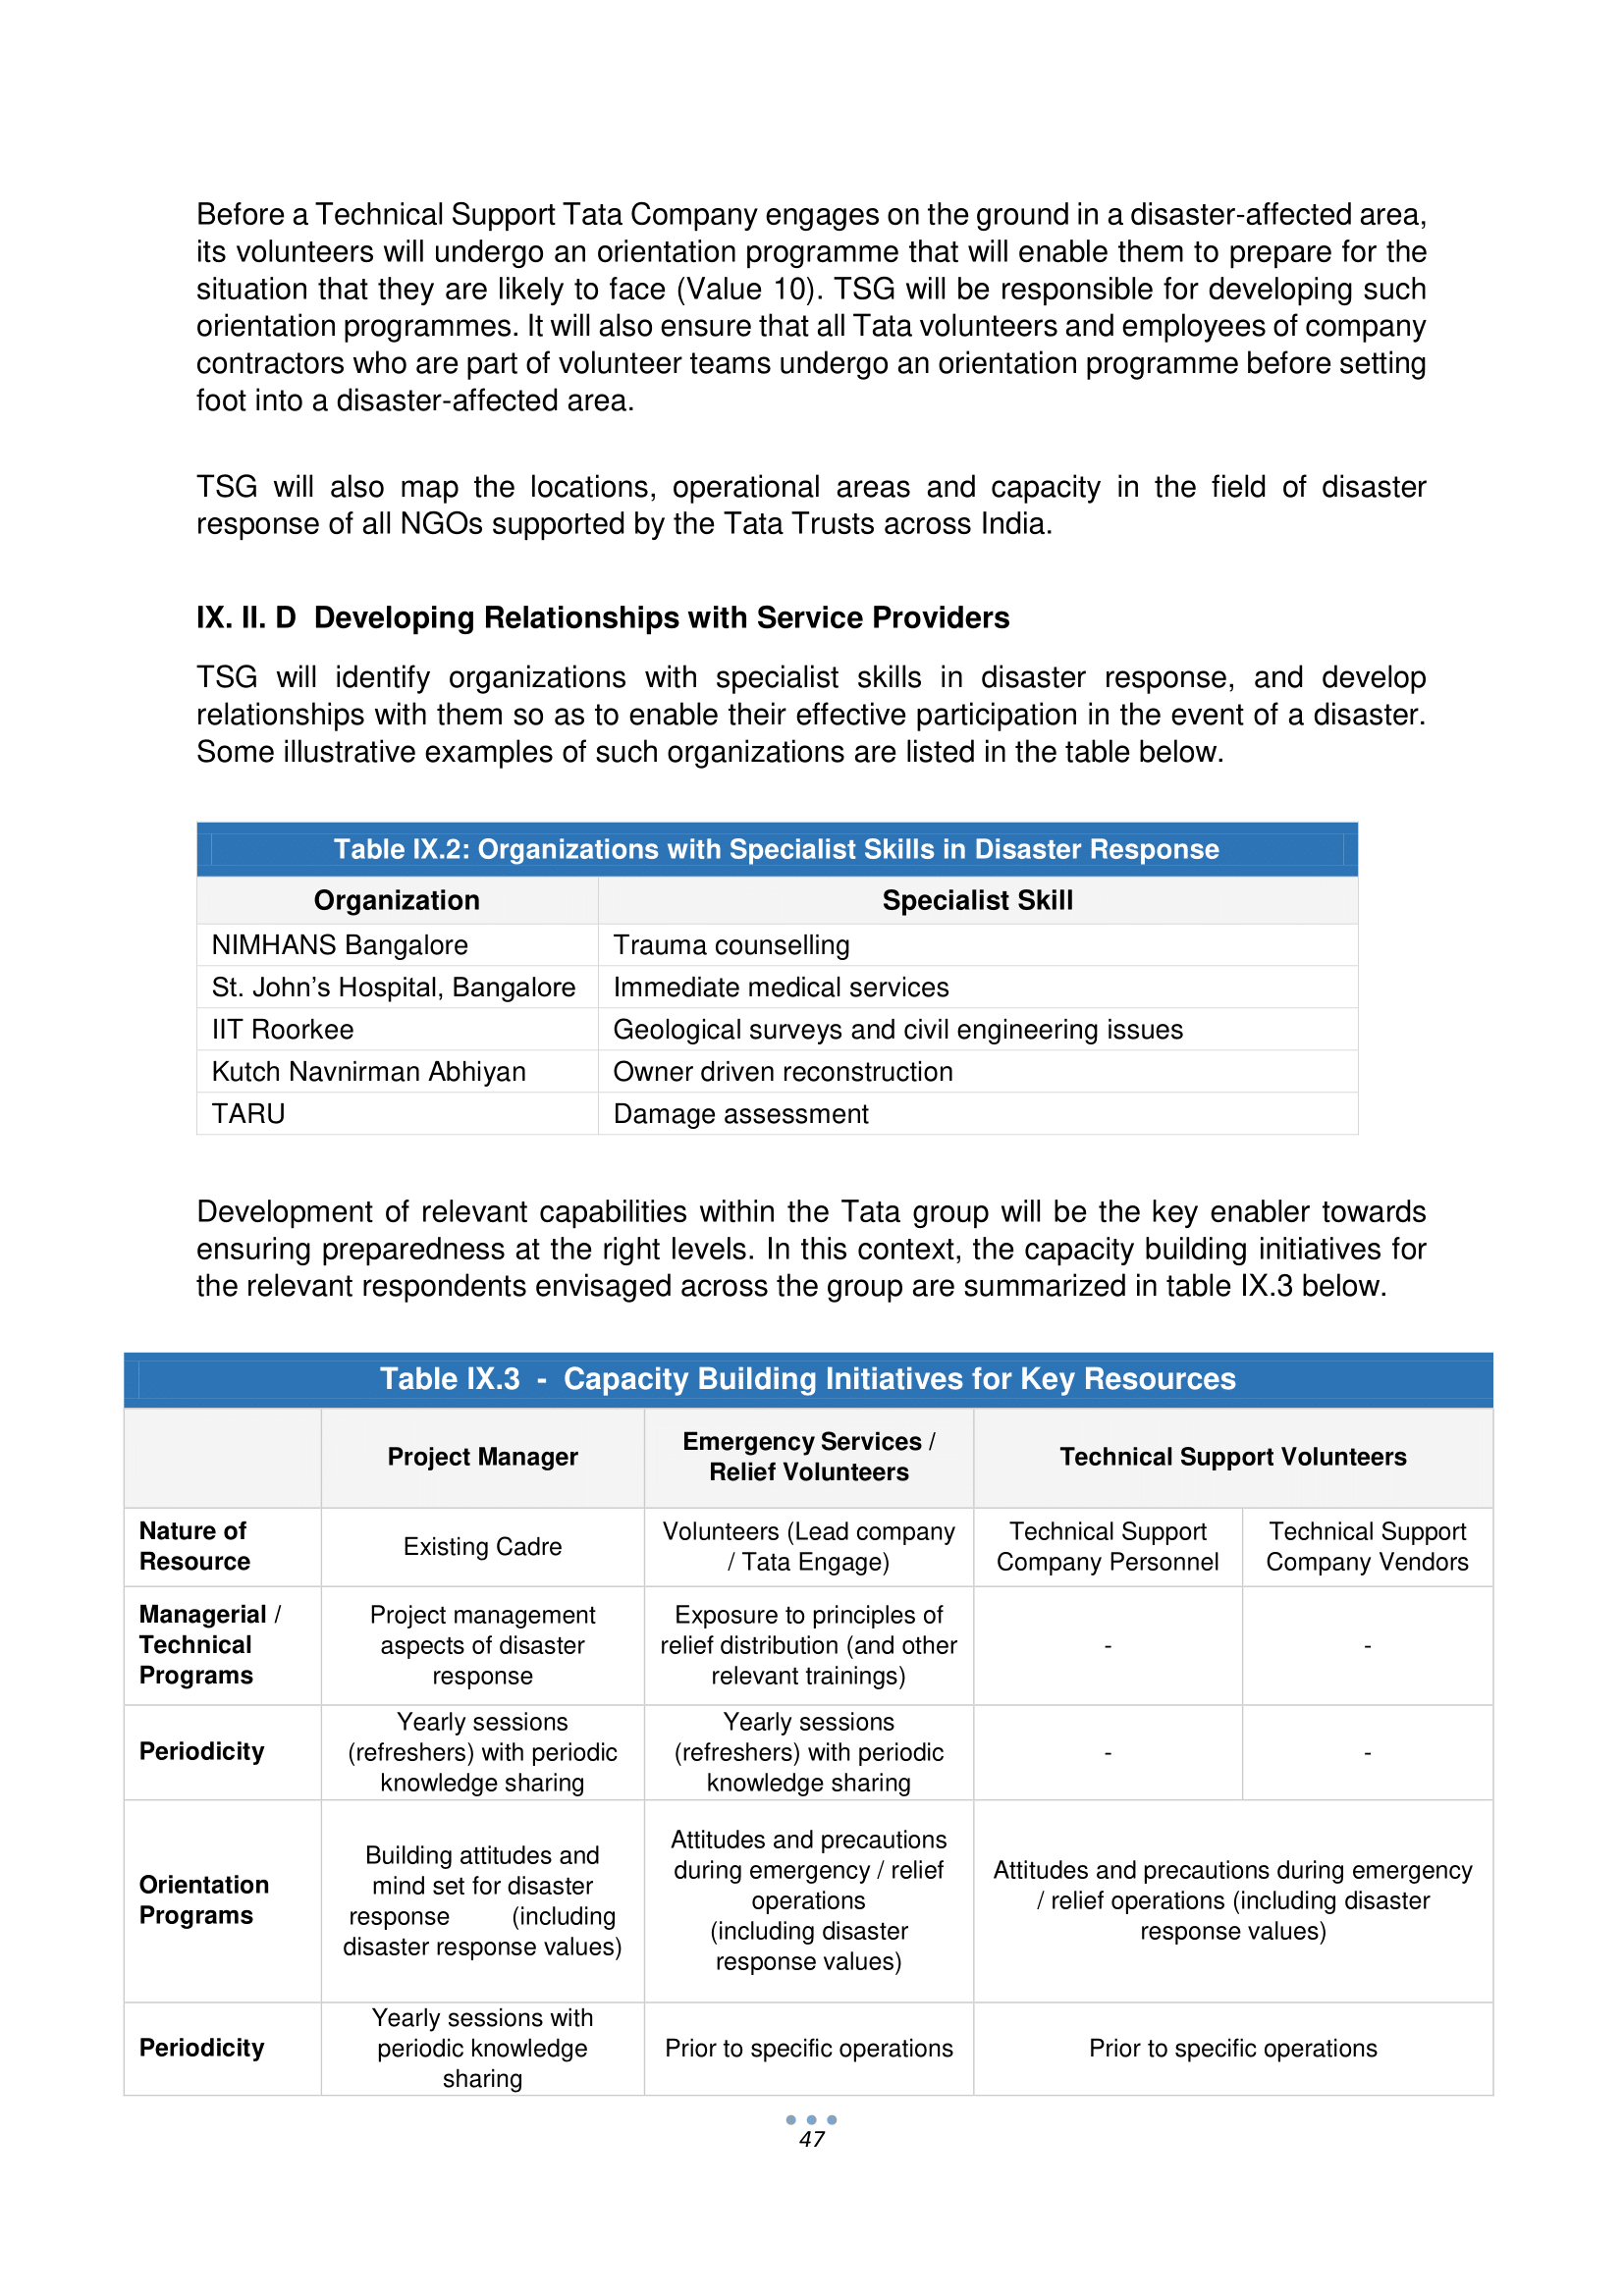 Before a Technical Support Tata Company engages on the ground in a disaster-affected area,
its volunteers will undergo an orientation programme that will enable them to prepare for the
situation that they are likely to face (Value 10). TSG will be responsible for developing such
orientation programmes. It will also ensure that all Tata volunteers and employees of company
contractors who are part of volunteer teams undergo an orientation programme before setting
foot into a disaster-affected area.
TSG will also map the locations, operational areas and capacity in the field of disaster
response of all NGOs supported by the Tata Trusts across India.
IX. II. D  Developing Relationships with Service Providers
TSG will identify organizations with specialist skills in disaster response, and develop
relationships with them so as to enable their effective participation in the event of a disaster.
Some illustrative examples of such organizations are listed in the table below.
Table IX.2: Organizations with Specialist Skills in Disaster Response
Organization Specialist Skill
NIMHANS Bangalore Trauma counselling
St. John’s Hospital, Bangalore Immediate medical services
IIT Roorkee Geological surveys and civil engineering issues
Kutch Navnirman Abhiyan Owner driven reconstruction
TARU Damage assessment
Development of relevant capabilities within the Tata group will be the key enabler towards
ensuring preparedness at the right levels. In this context, the capacity building initiatives for
the relevant respondents envisaged across the group are summarized in table IX.3 below.
Table IX.3  -  Capacity Building Initiatives for Key Resources
Project Manager
Emergency Services /
Relief Volunteers
Technical Support Volunteers
Nature of
Resource
Existing Cadre
Volunteers (Lead company
/ Tata Engage)
Technical Support
Company Personnel
Technical Support
Company Vendors
Managerial /
Technical
Programs
Project management
aspects of disaster
response
Exposure to principles of
relief distribution (and other
relevant trainings)
-
-
Periodicity
Yearly sessions
(refreshers) with periodic
knowledge sharing
Yearly sessions
(refreshers) with periodic
knowledge sharing
-
-
Orientation
Programs
Building attitudes and
mind set for disaster
response (including
disaster response values)
Attitudes and precautions
during emergency / relief
operations
(including disaster
response values)
Attitudes and precautions during emergency
/ relief operations (including disaster
response values)
Periodicity
Yearly sessions with
periodic knowledge
sharing
Prior to specific operations
Prior to specific operations
47